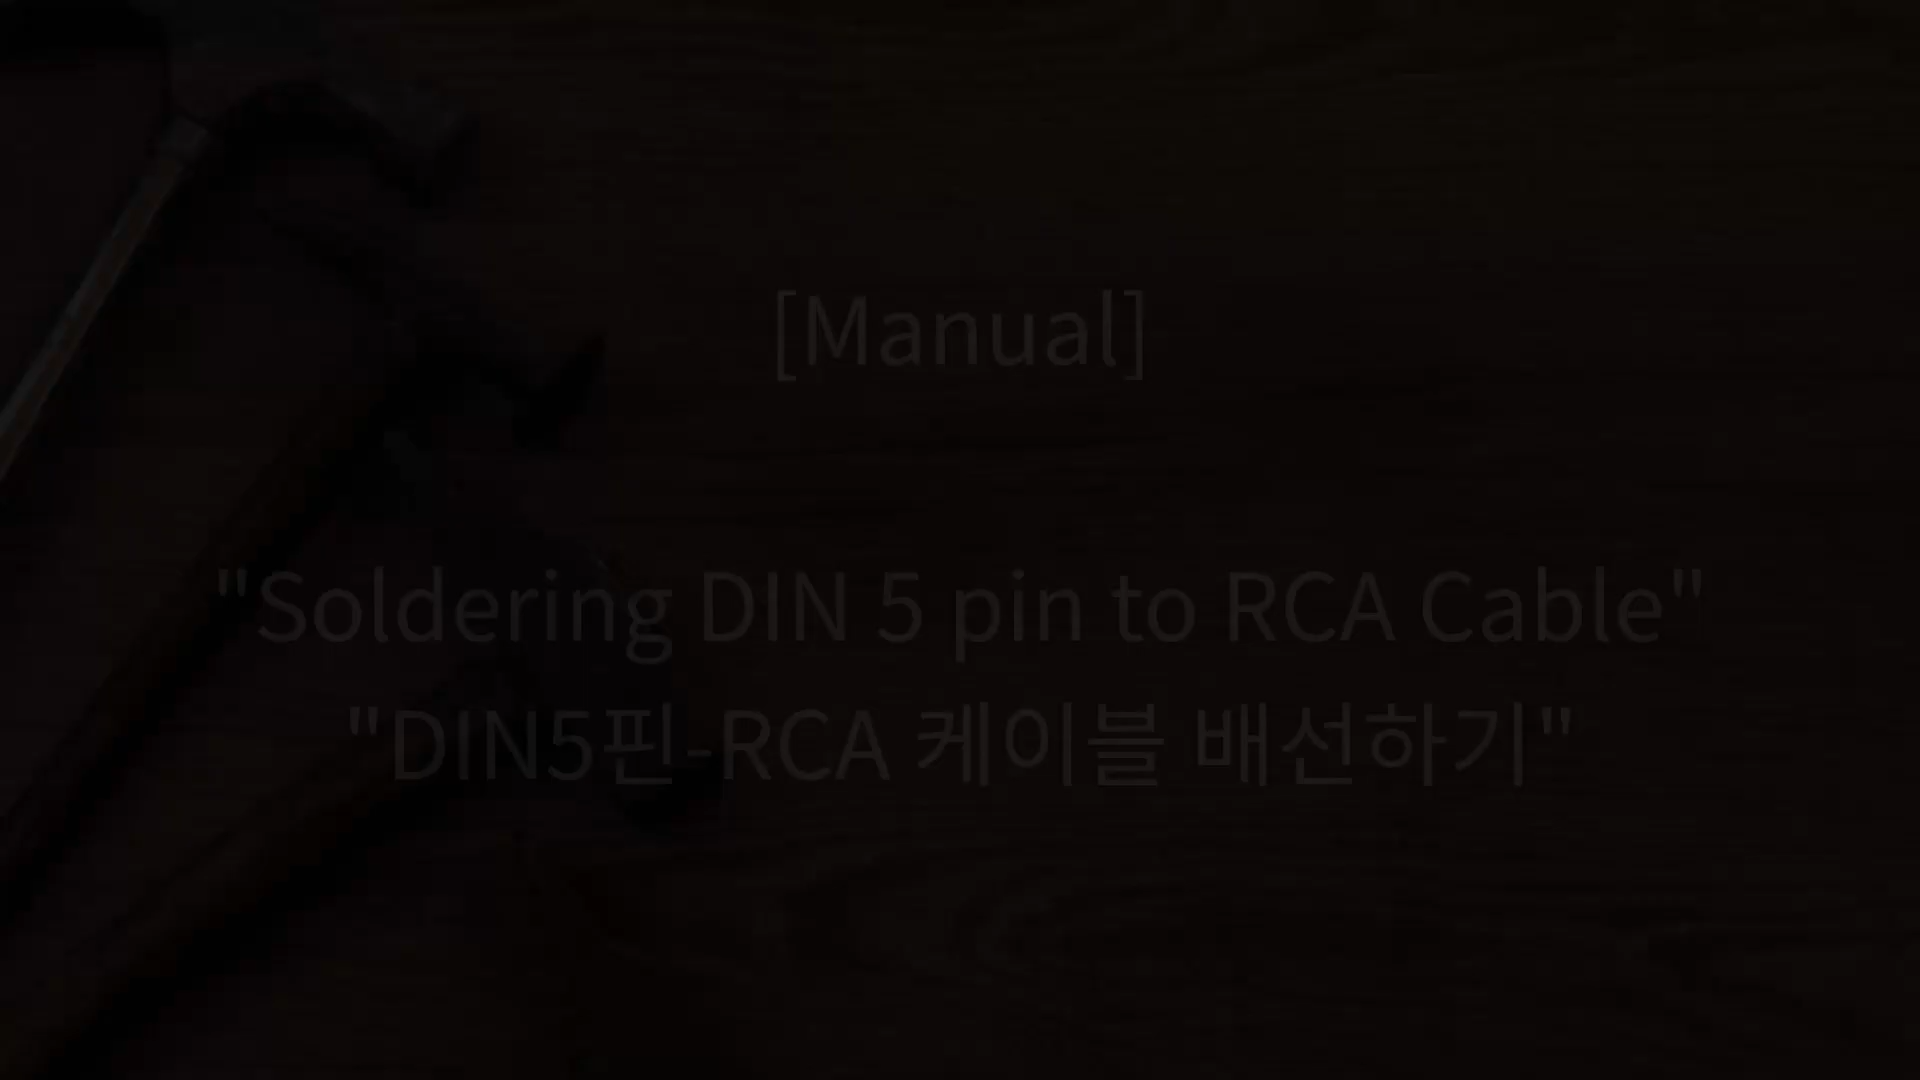 [Manual]
"Soldering DIN 5 pin to RCA Cable"
"DIN5핀-RCA 케이블 배선하기"